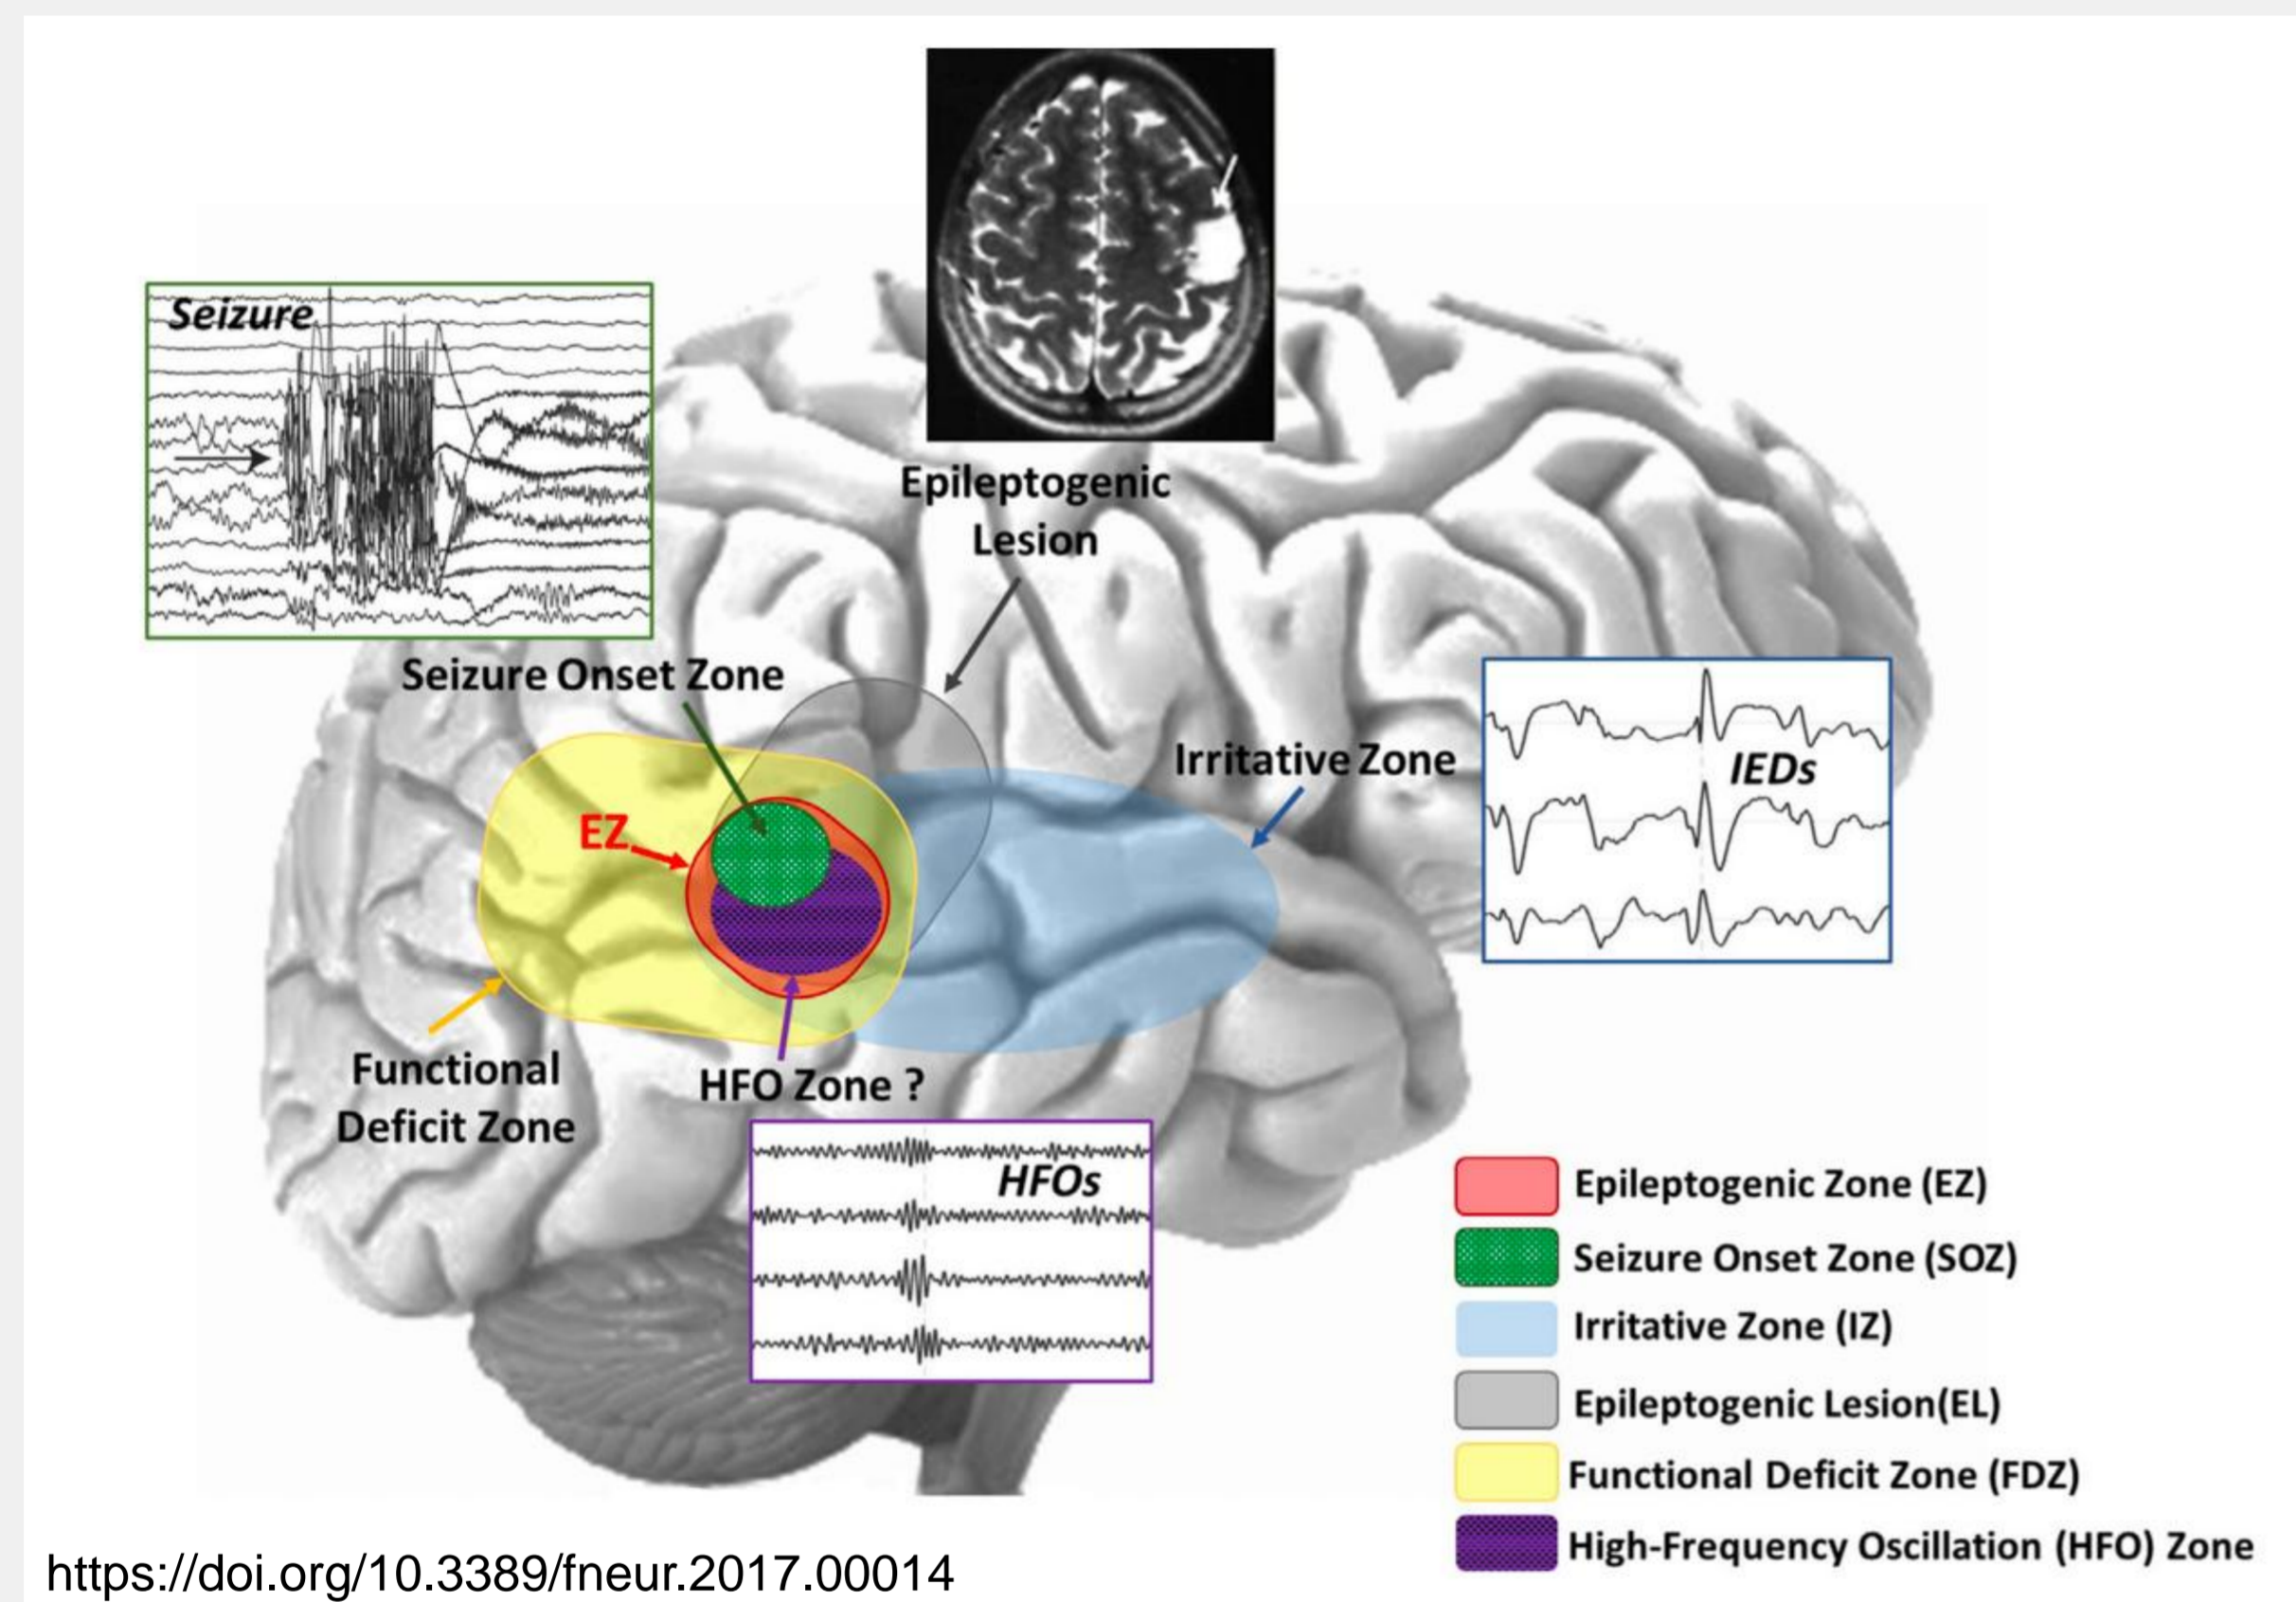 Seizure
Epileptogenic
Lesion
Seizure Onset Zone
Irritative Zone
IEDs
EZ
Functional
Deficit Zone
HFO Zone ?
HFOs
Epileptogenic Zone (EZ)
Seizure Onset Zone (SOZ)
Irritative Zone (IZ)
Epileptogenic Lesion(EL)
Functional Deficit Zone (FDZ)
High-Frequency Oscillation (HFO) Zone
https://doi.org/10.3389/fneur.2017.00014